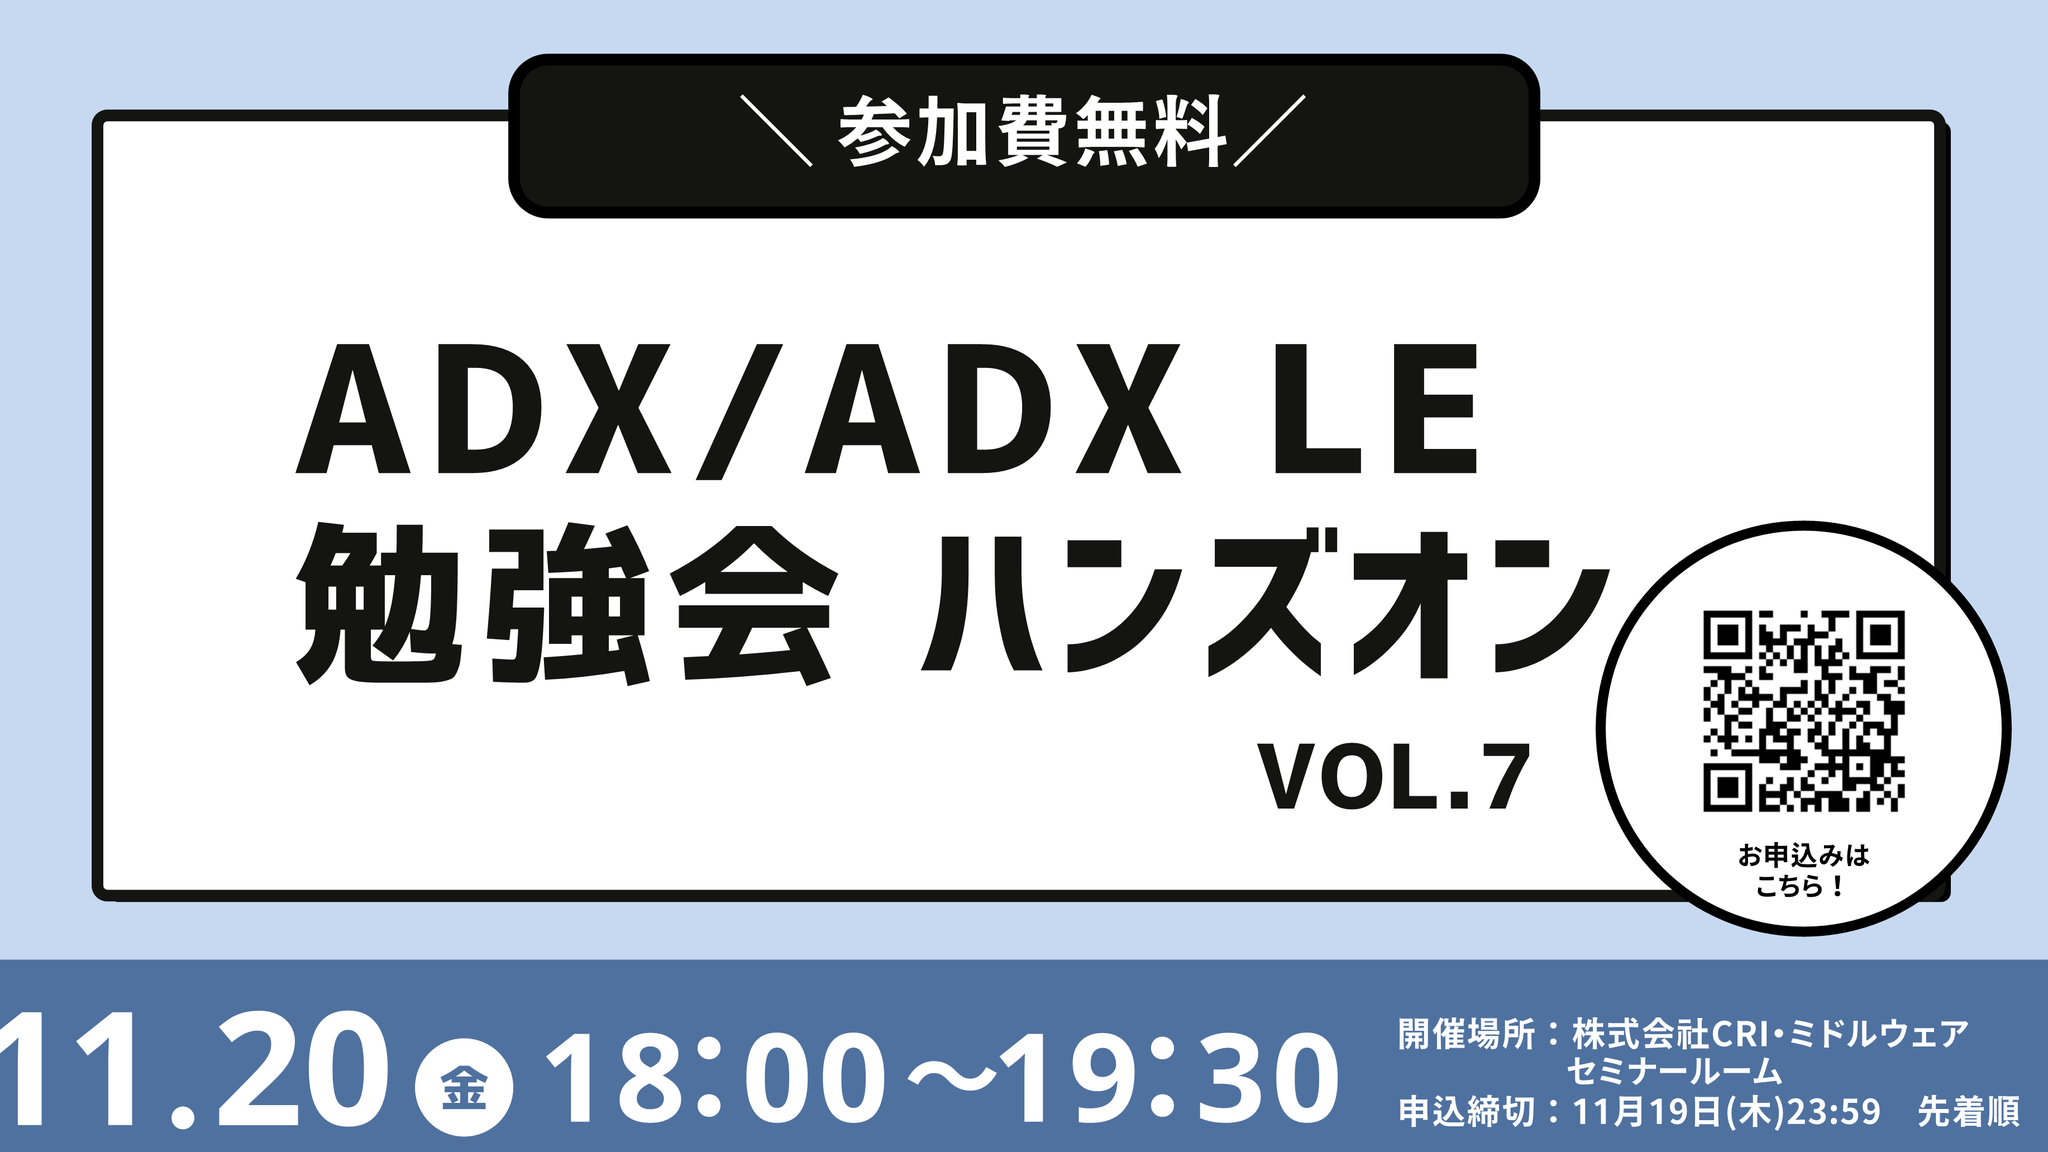 ＼ 参加費無料／
ADX/ADX LE
勉強会 ハンズオン
VOL.7
お申込みは
こちら！
11.20 金 18:00～19:30
開催場所：株式会社CRI・ミドルウェア
セミナールーム
申込締切：11月19日(木)23:59　先着順